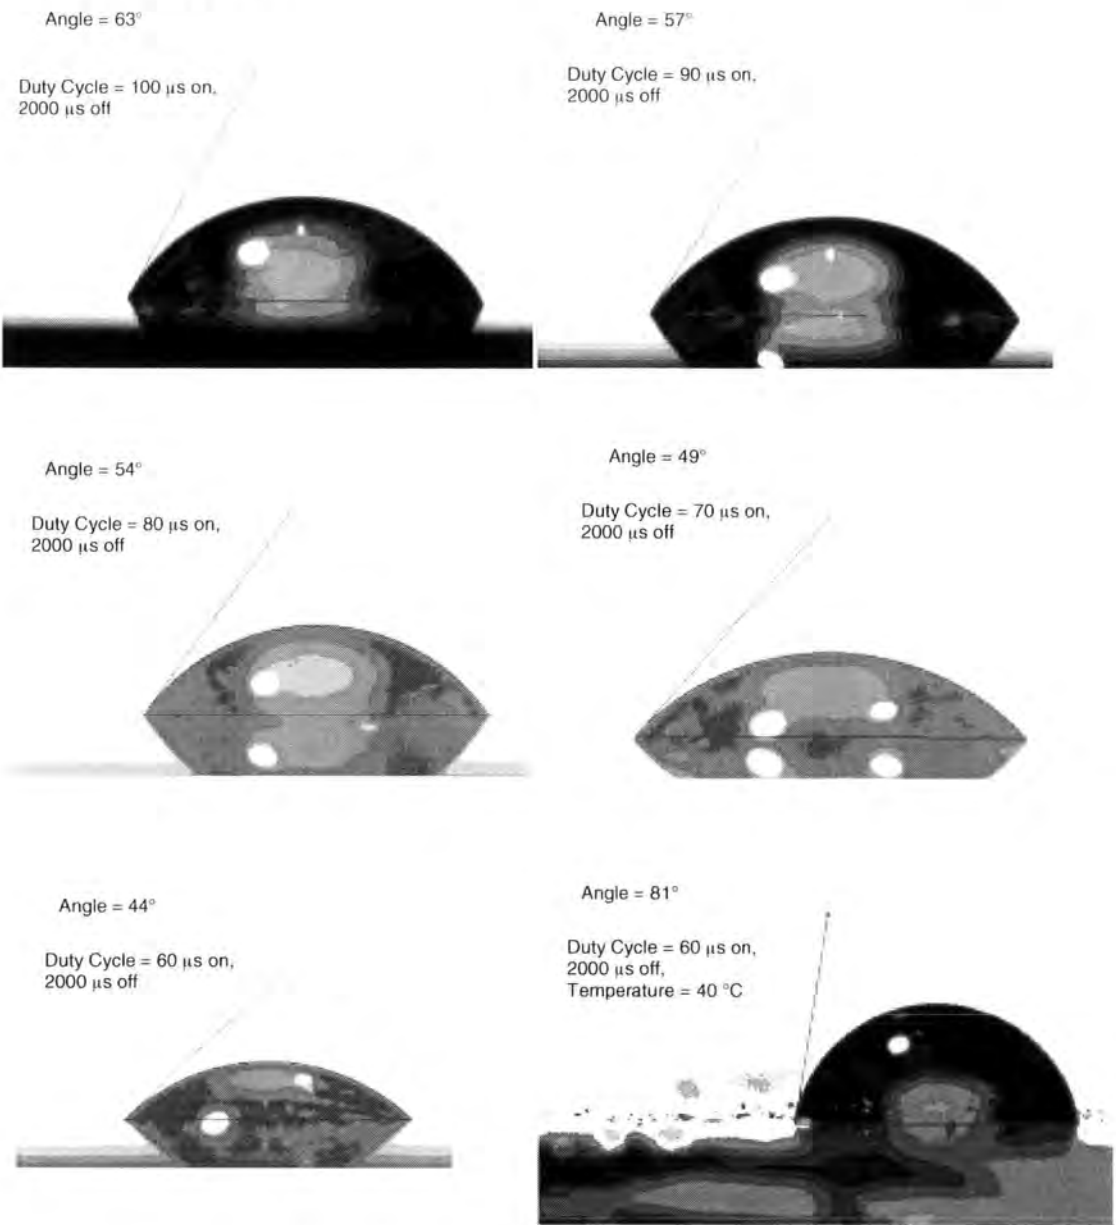 Angle = 63°
Duty Cycle = 100 μs on,
2000 μs off
Angle = 57°
Duty Cycle = 90 μs on,
2000 μs off
Angle = 54°
Duty Cycle = 80 μs on,
2000 μs off
Angle = 49°
Duty Cycle = 70 μs on,
2000 μs off
Angle = 44°
Duty Cycle = 60 μs on,
2000 μs off
Angle = 81°
Duty Cycle = 60 μs on,
2000 μs off,
Temperature = 40 °C